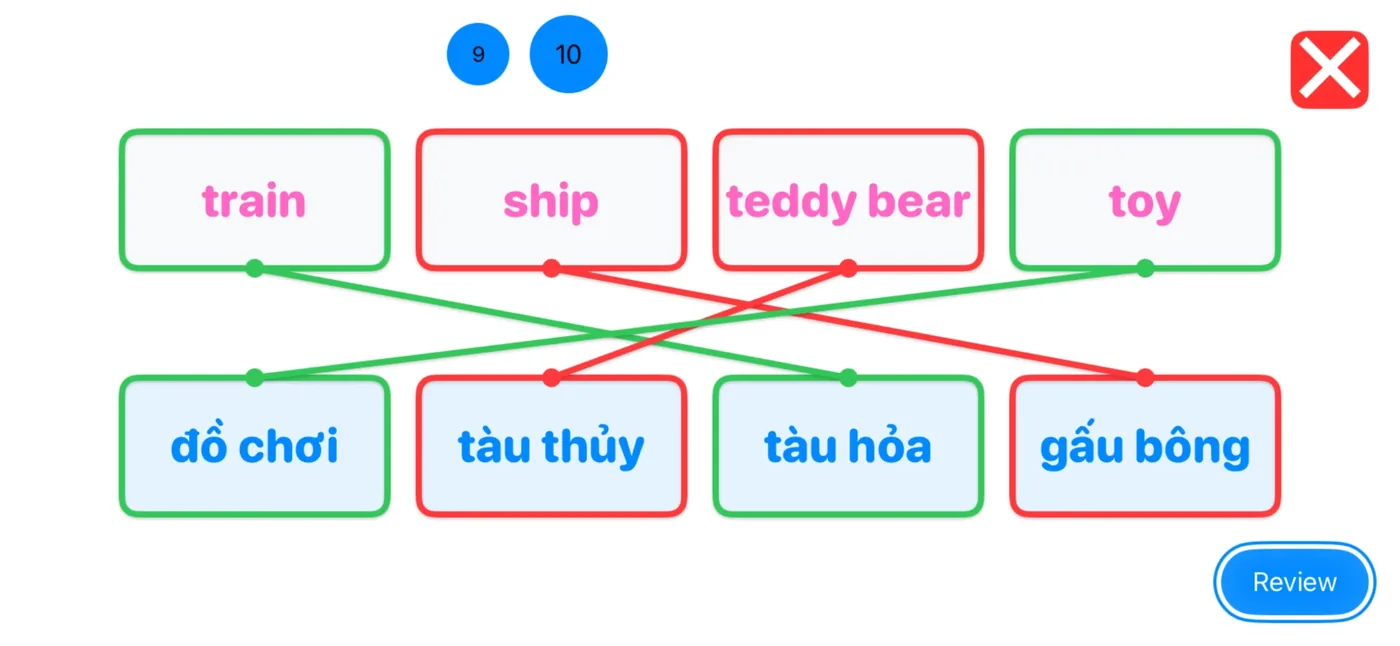 9 10
train ship teddy bear toy
đồ chơi tàu thủy tàu hỏa gấu bông
Review